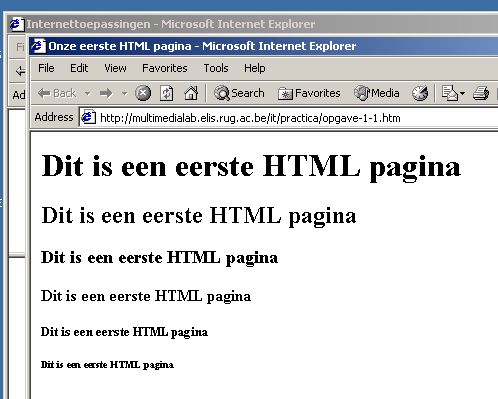 Internettoepassingen - Microsoft Internet Explorer
Onze eerste HTML pagina - Microsoft Internet Explorer
File Edit View Favorites Tools Help
Back Search Favorites Media
Address http://multimedialab.elis.rug.ac.be/it/practica/opgave-1-1.htm
Dit is een eerste HTML pagina
Dit is een eerste HTML pagina
Dit is een eerste HTML pagina
Dit is een eerste HTML pagina
Dit is een eerste HTML pagina
Dit is een eerste HTML pagina